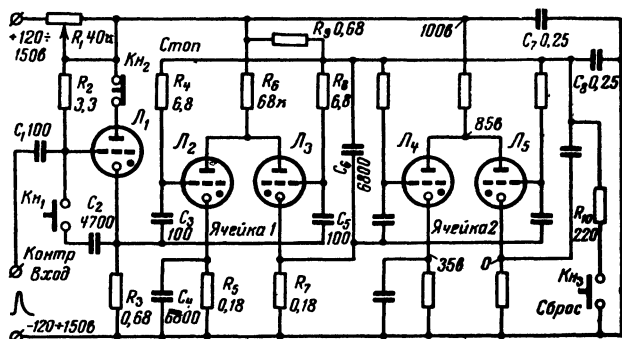 +120÷
150в
R₁ 40к
Кн₂
Стоп
R₉ 0,68
100в
C₇ 0,25
R₂
3,3
R₄
6,8
R₆
68к
R₈
6,8
C₈ 0,25
C₁ 100
Л₁
Л₂
Л₃
C₆
6800
85в
Л₄
Л₅
Кн₁
C₂
4700
C₃
100
Ячейка 1
C₅
100
Ячейка 2
R₁₀
220
Контр
Вход
R₃
0,68
C₄
6800
R₅
0,18
R₇
0,18
35в
0
Кн₃
Сброс
-120÷150в